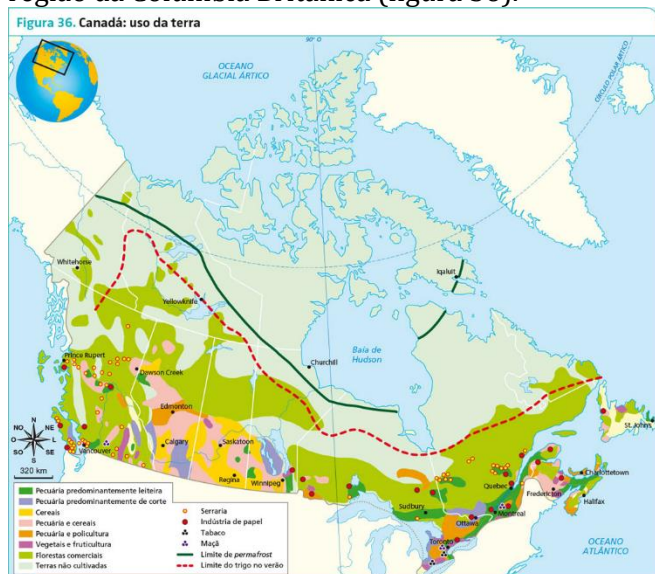 região da Colúmbia Britânica (figura 36).
Figura 36. Canadá: uso da terra
80° O
OCEANO
GLACIAL ÁRTICO
CÍRCULO POLAR ÁRTICO
Whitehorse
Yellowknife
Iqaluit
Churchill
Baía de
Hudson
Prince Rupert
Dawson Creek
Edmonton
Calgary
Saskatoon
Vancouver
Regina
Winnipeg
St. Johns
Charlottetown
Quebec
Fredericton
Halifax
Sudbury
Ottawa
Montreal
Toronto
OCEANO
ATLÂNTICO
N
NO
NE
O
L
SO
SE
S
320 km
Pecuária predominantemente leiteira
Pecuária predominantemente de corte
Cereais
Pecuária e cereais
Pecuária e policultura
Vegetais e fruticultura
Florestas comerciais
Terras não cultivadas
Serraria
Indústria de papel
Tabaco
Maçã
Limite de permafrost
Limite do trigo no verão